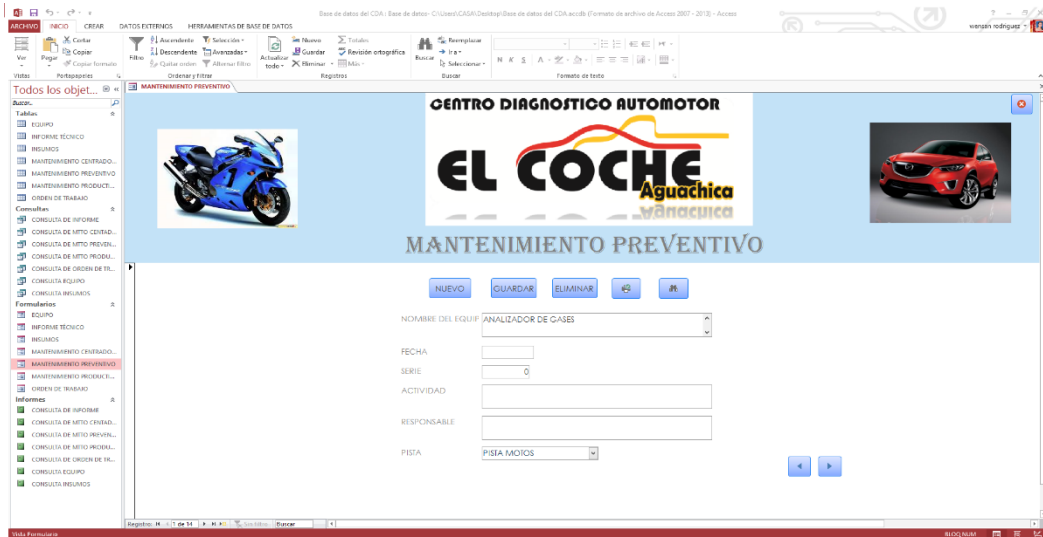 Base de datos del CDA : Base de datos- C:\Users\CASA\Desktop\Base de datos del CDA.accdb (Formato de archivo de Access 2007 - 2013) - Access
ARCHIVO INICIO CREAR DATOS EXTERNOS HERRAMIENTAS DE BASE DE DATOS
wenson rodriguez
Ver
Pegar
Cortar
Copiar
Copiar formato
Filtro
Ascendente
Descendente
Quitar orden
Selección
Avanzadas
Alternar filtro
Actualizar todo
Nuevo
Guardar
Eliminar
Totales
Revisión ortográfica
Más
Buscar
Reemplazar
Ir a
Seleccionar
N K S
Vistas Portapapeles Ordenar y filtrar Registros Buscar Formato de texto
Todos los objet...
Buscar..
Tablas
EQUIPO
INFORME TÉCNICO
INSUMOS
MANTENIMIENTO CENTRADO...
MANTENIMIENTO PREVENTIVO
MANTENIMIENTO PRODUCTI...
ORDEN DE TRABAJO
Consultas
CONSULTA DE INFORME
CONSULTA DE MTTO CENTAD...
CONSULTA DE MTTO PREVEN...
CONSULTA DE MTTO PRODU...
CONSULTA DE ORDEN DE TR...
CONSULTA EQUIPO
CONSULTA INSUMOS
Formularios
EQUIPO
INFORME TÉCNICO
INSUMOS
MANTENIMIENTO CENTRADO...
MANTENIMIENTO PREVENTIVO
MANTENIMIENTO PRODUCTI...
ORDEN DE TRABAJO
Informes
CONSULTA DE INFORME
CONSULTA DE MTTO CENTAD...
CONSULTA DE MTTO PREVEN...
CONSULTA DE MTTO PRODU...
CONSULTA DE ORDEN DE TR...
CONSULTA EQUIPO
CONSULTA INSUMOS
MANTENIMIENTO PREVENTIVO
CENTRO DIAGNOSTICO AUTOMOTOR
EL COCHE
Aguachica
MANTENIMIENTO PREVENTIVO
NUEVO GUARDAR ELIMINAR
NOMBRE DEL EQUIP ANALIZADOR DE GASES
FECHA
SERIE 0
ACTIVIDAD
RESPONSABLE
PISTA PISTA MOTOS
Registro: 1 de 14 Sin filtro Buscar
Vista Formulario
BLOQ NUM